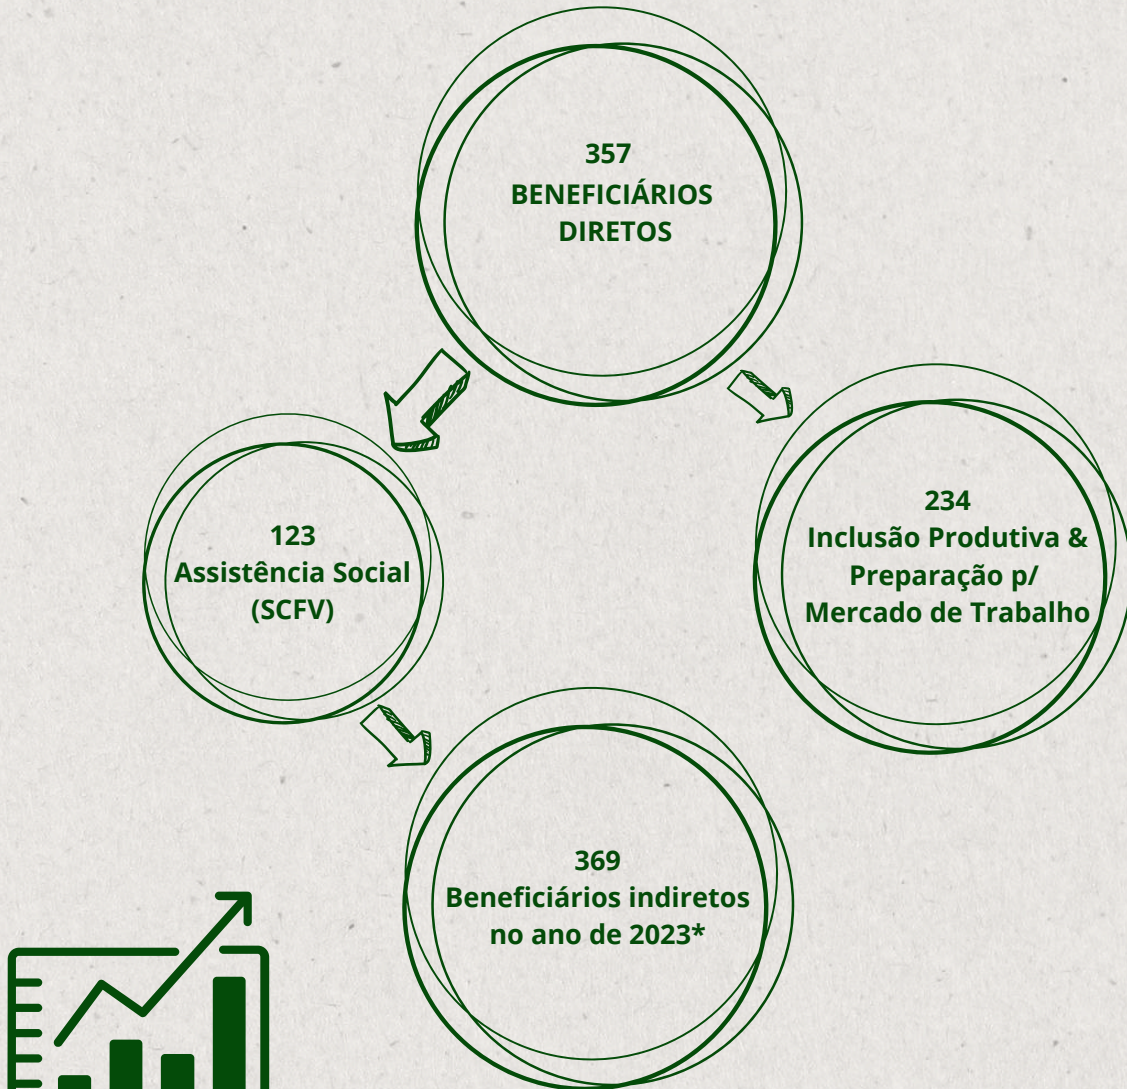 357
BENEFICIÁRIOS
DIRETOS
123
Assistência Social
(SCFV)
234
Inclusão Produtiva &
Preparação p/
Mercado de Trabalho
369
Beneficiários indiretos
no ano de 2023*